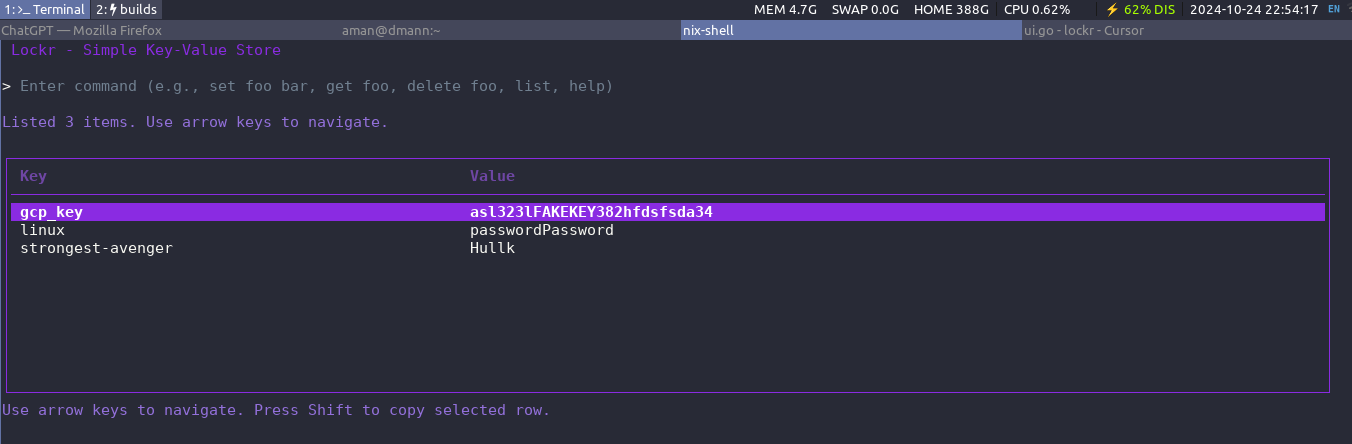 1: >_ Terminal 2: builds MEM 4.7G SWAP 0.0G HOME 388G CPU 0.62% ⚡ 62% DIS 2024-10-24 22:54:17 EN
ChatGPT — Mozilla Firefox aman@dmann:~ nix-shell ui.go - lockr - Cursor
Lockr - Simple Key-Value Store
> Enter command (e.g., set foo bar, get foo, delete foo, list, help)
Listed 3 items. Use arrow keys to navigate.
Key Value
gcp_key asl323lFAKEKEY382hfdsfsda34
linux passwordPassword
strongest-avenger Hullk
Use arrow keys to navigate. Press Shift to copy selected row.